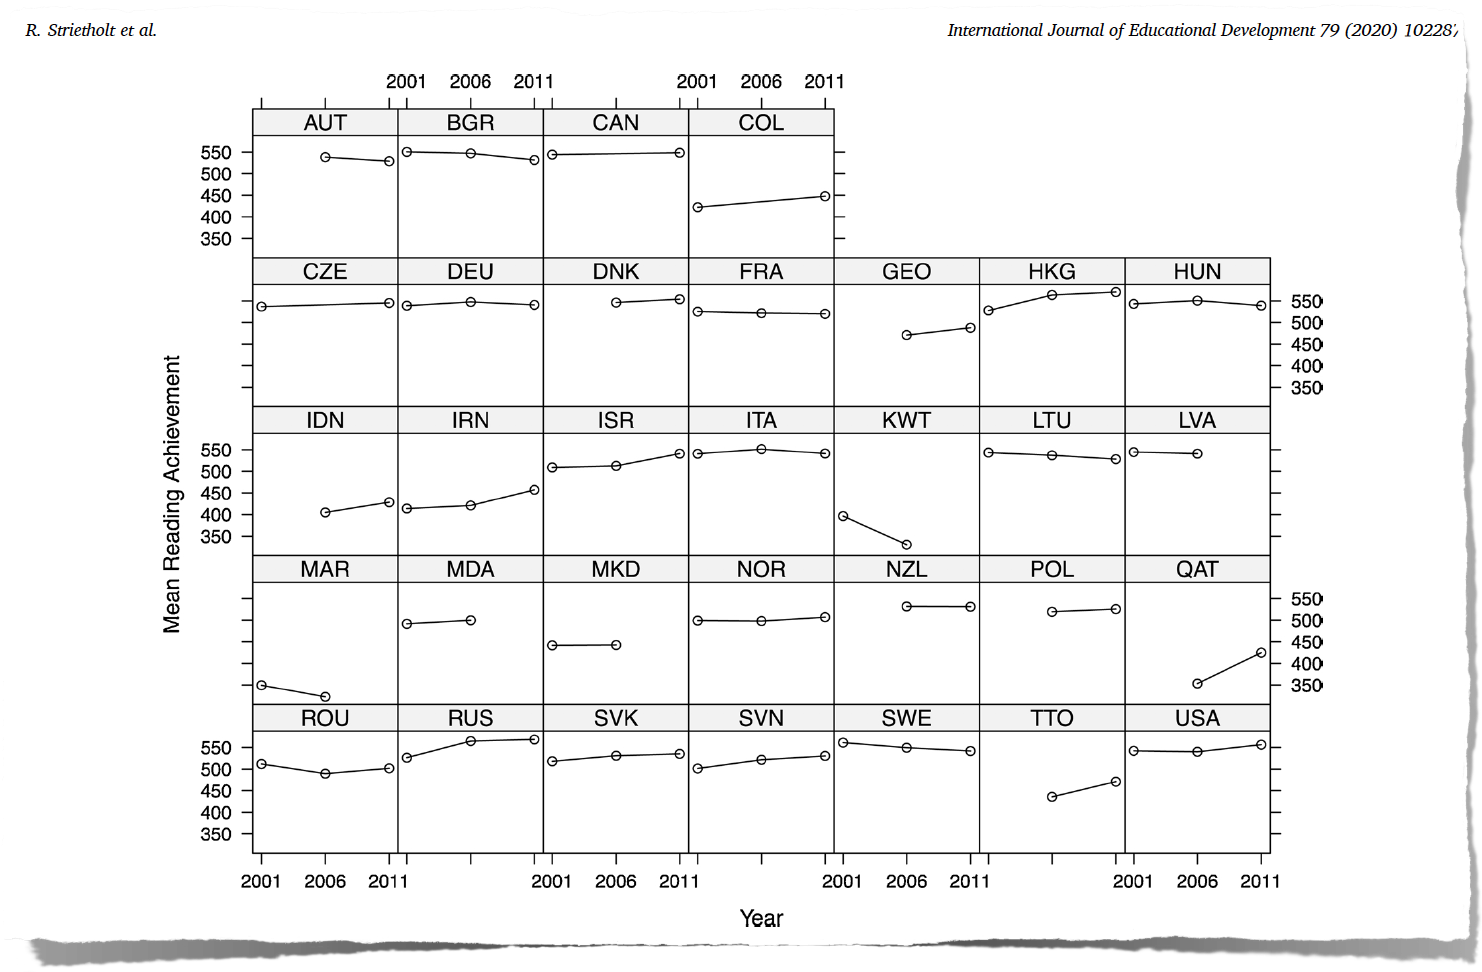 R. Strietholt et al.
International Journal of Educational Development 79 (2020) 10228
2001 2006 2011 2001 2006 2011
AUT BGR CAN COL
550
500
450
400
350
CZE DEU DNK FRA GEO HKG HUN
550
500
450
400
350
IDN IRN ISR ITA KWT LTU LVA
550
500
450
400
350
MAR MDA MKD NOR NZL POL QAT
550
500
450
400
350
ROU RUS SVK SVN SWE TTO USA
550
500
450
400
350
2001 2006 2011 2001 2006 2011 2001 2006 2011 2001 2006 2011
Mean Reading Achievement
Year